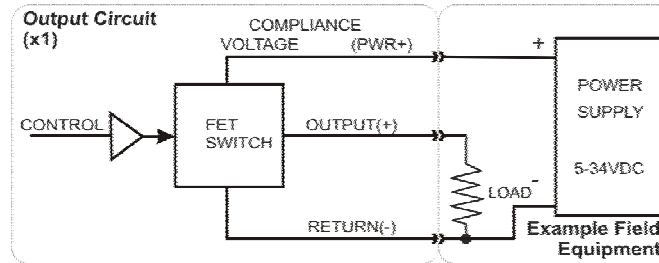 Output Circuit
(x1)
COMPLIANCE
VOLTAGE (PWR+)
CONTROL
FET
SWITCH
OUTPUT(+)
RETURN(-)
LOAD
+
-
POWER
SUPPLY
5-34VDC
Example Field
Equipment